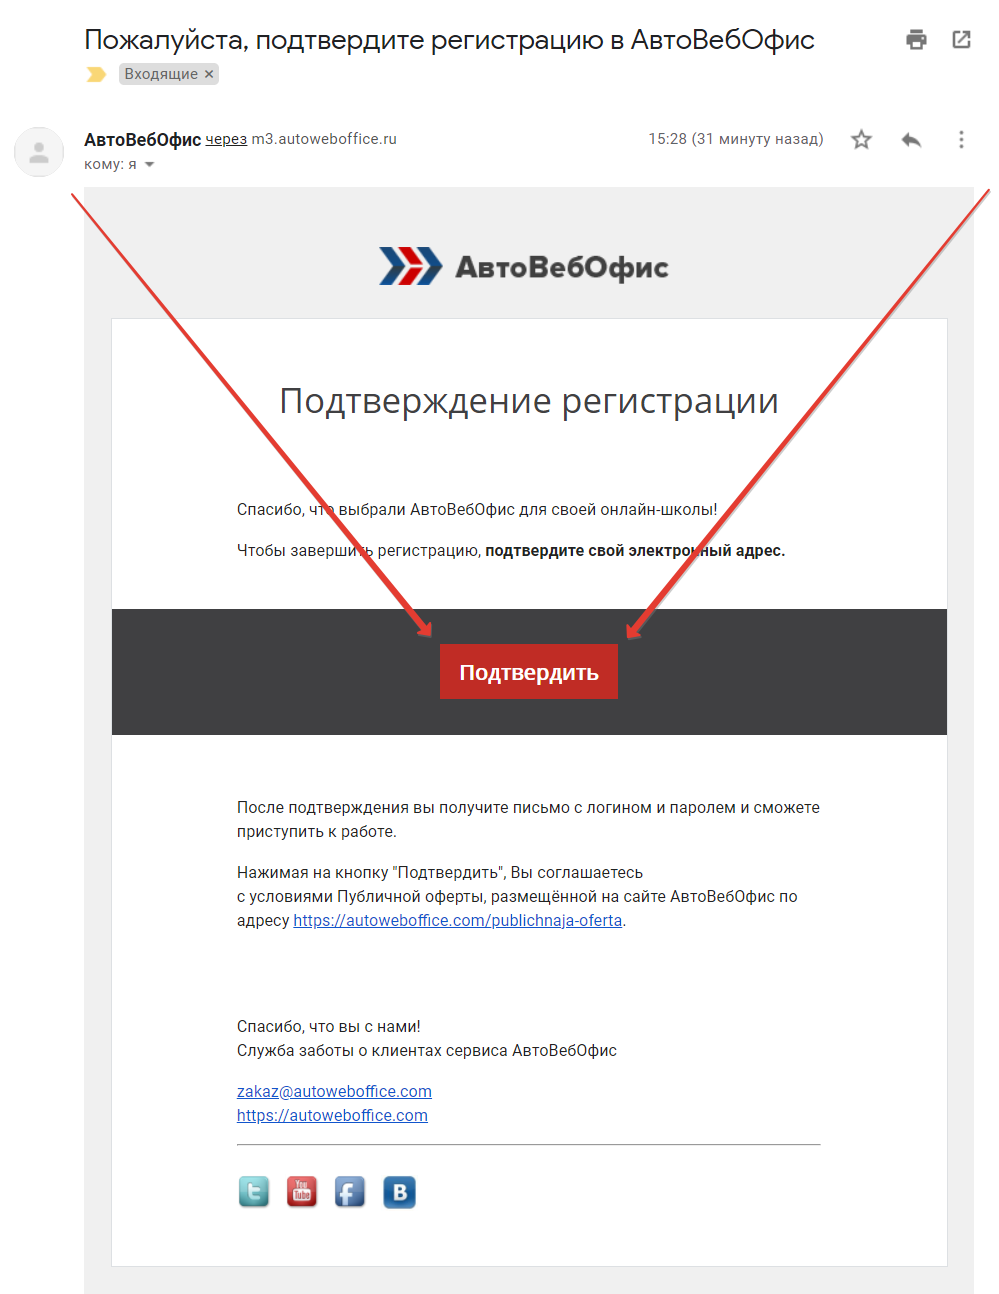 Пожалуйста, подтвердите регистрацию в АвтоВебОфис
Входящие ×
АвтоВебОфис через m3.autoweboffice.ru
15:28 (31 минуту назад)
кому: я
АвтоВебОфис
Подтверждение регистрации
Спасибо, что выбрали АвтоВебОфис для своей онлайн-школы!
Чтобы завершить регистрацию, подтвердите свой электронный адрес.
Подтвердить
После подтверждения вы получите письмо с логином и паролем и сможете
приступить к работе.
Нажимая на кнопку "Подтвердить", Вы соглашаетесь
с условиями Публичной оферты, размещённой на сайте АвтоВебОфис по
адресу https://autoweboffice.com/publichnaja-oferta.
Спасибо, что вы с нами!
Служба заботы о клиентах сервиса АвтоВебОфис
zakaz@autoweboffice.com
https://autoweboffice.com
t You Tube f B